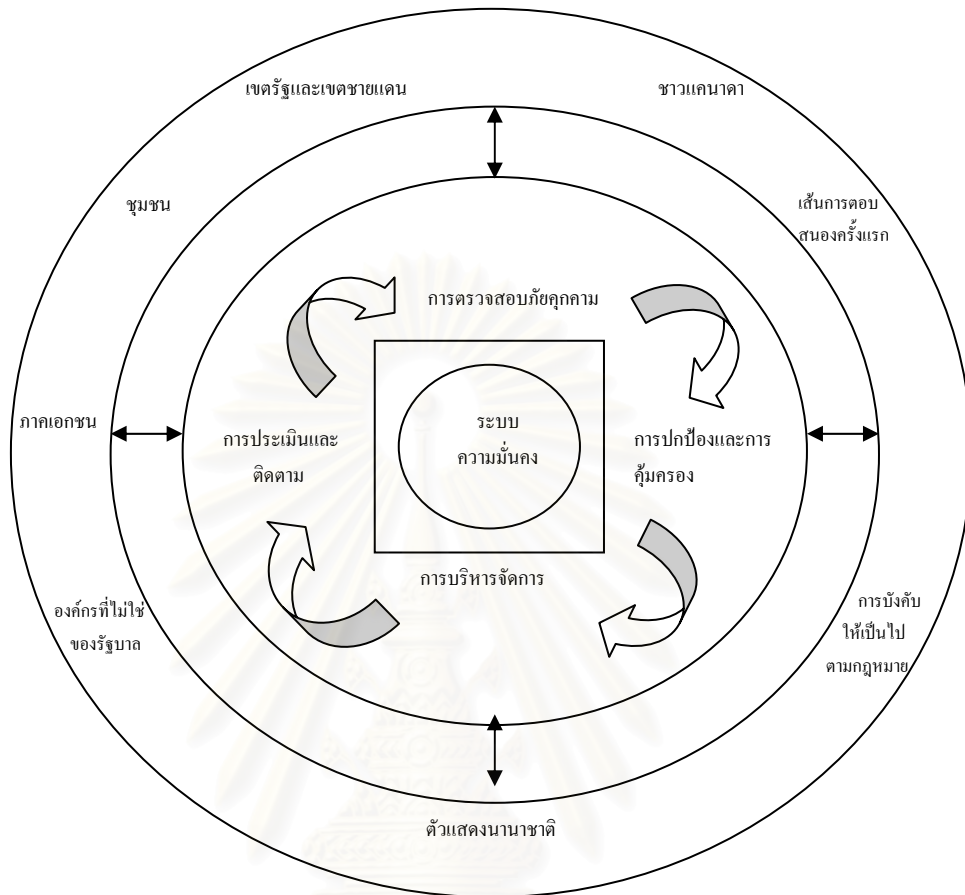 เขตรัฐและเขตชายแดน
ชาวแคนาดา
ชุมชน
เส้นการตอบ
สนองครั้งแรก
การตรวจสอบภัยคุกคาม
ภาคเอกชน
การประเมินและ
ติดตาม
ระบบ
ความมั่นคง
การปกป้องและการ
คุ้มครอง
การบริหารจัดการ
องค์กรที่ไม่ใช่
ของรัฐบาล
การบังคับ
ให้เป็นไป
ตามกฎหมาย
ตัวแสดงนานาชาติ